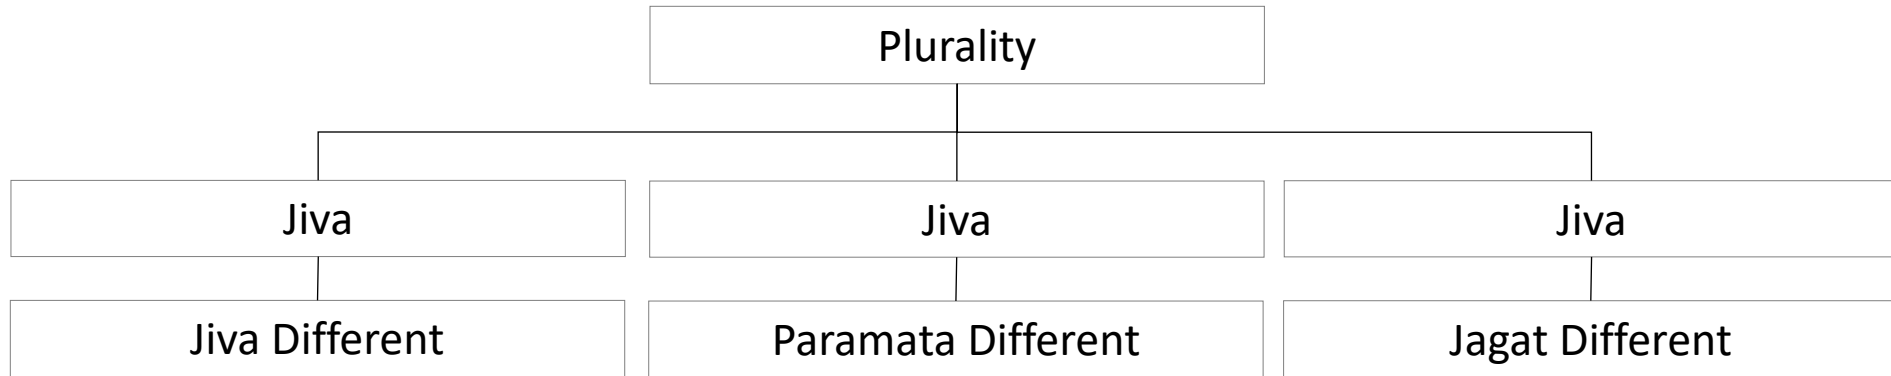 Plurality
Jiva
Jiva
Jiva
Jiva Different
Paramata Different
Jagat Different